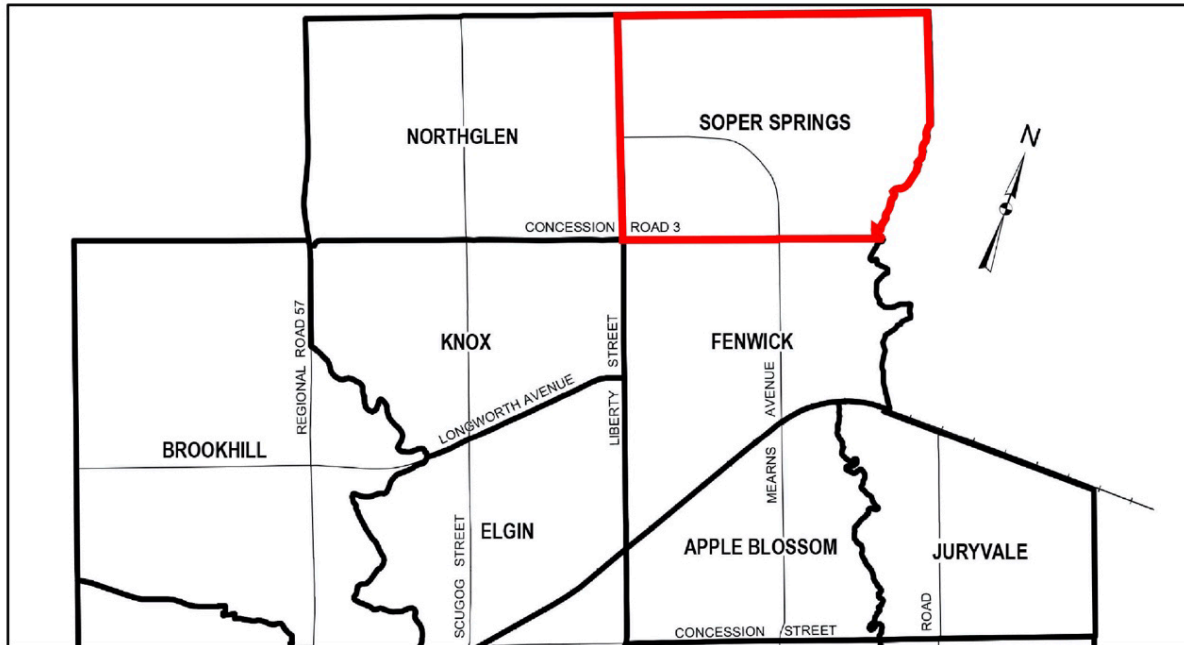 NORTHGLEN
SOPER SPRINGS
N
CONCESSION ROAD 3
REGIONAL ROAD 57
KNOX
LIBERTY STREET
FENWICK
LONGWORTH AVENUE
MEARNS AVENUE
BROOKHILL
SCUGOG STREET
ELGIN
APPLE BLOSSOM
JURYVALE
ROAD
CONCESSION STREET